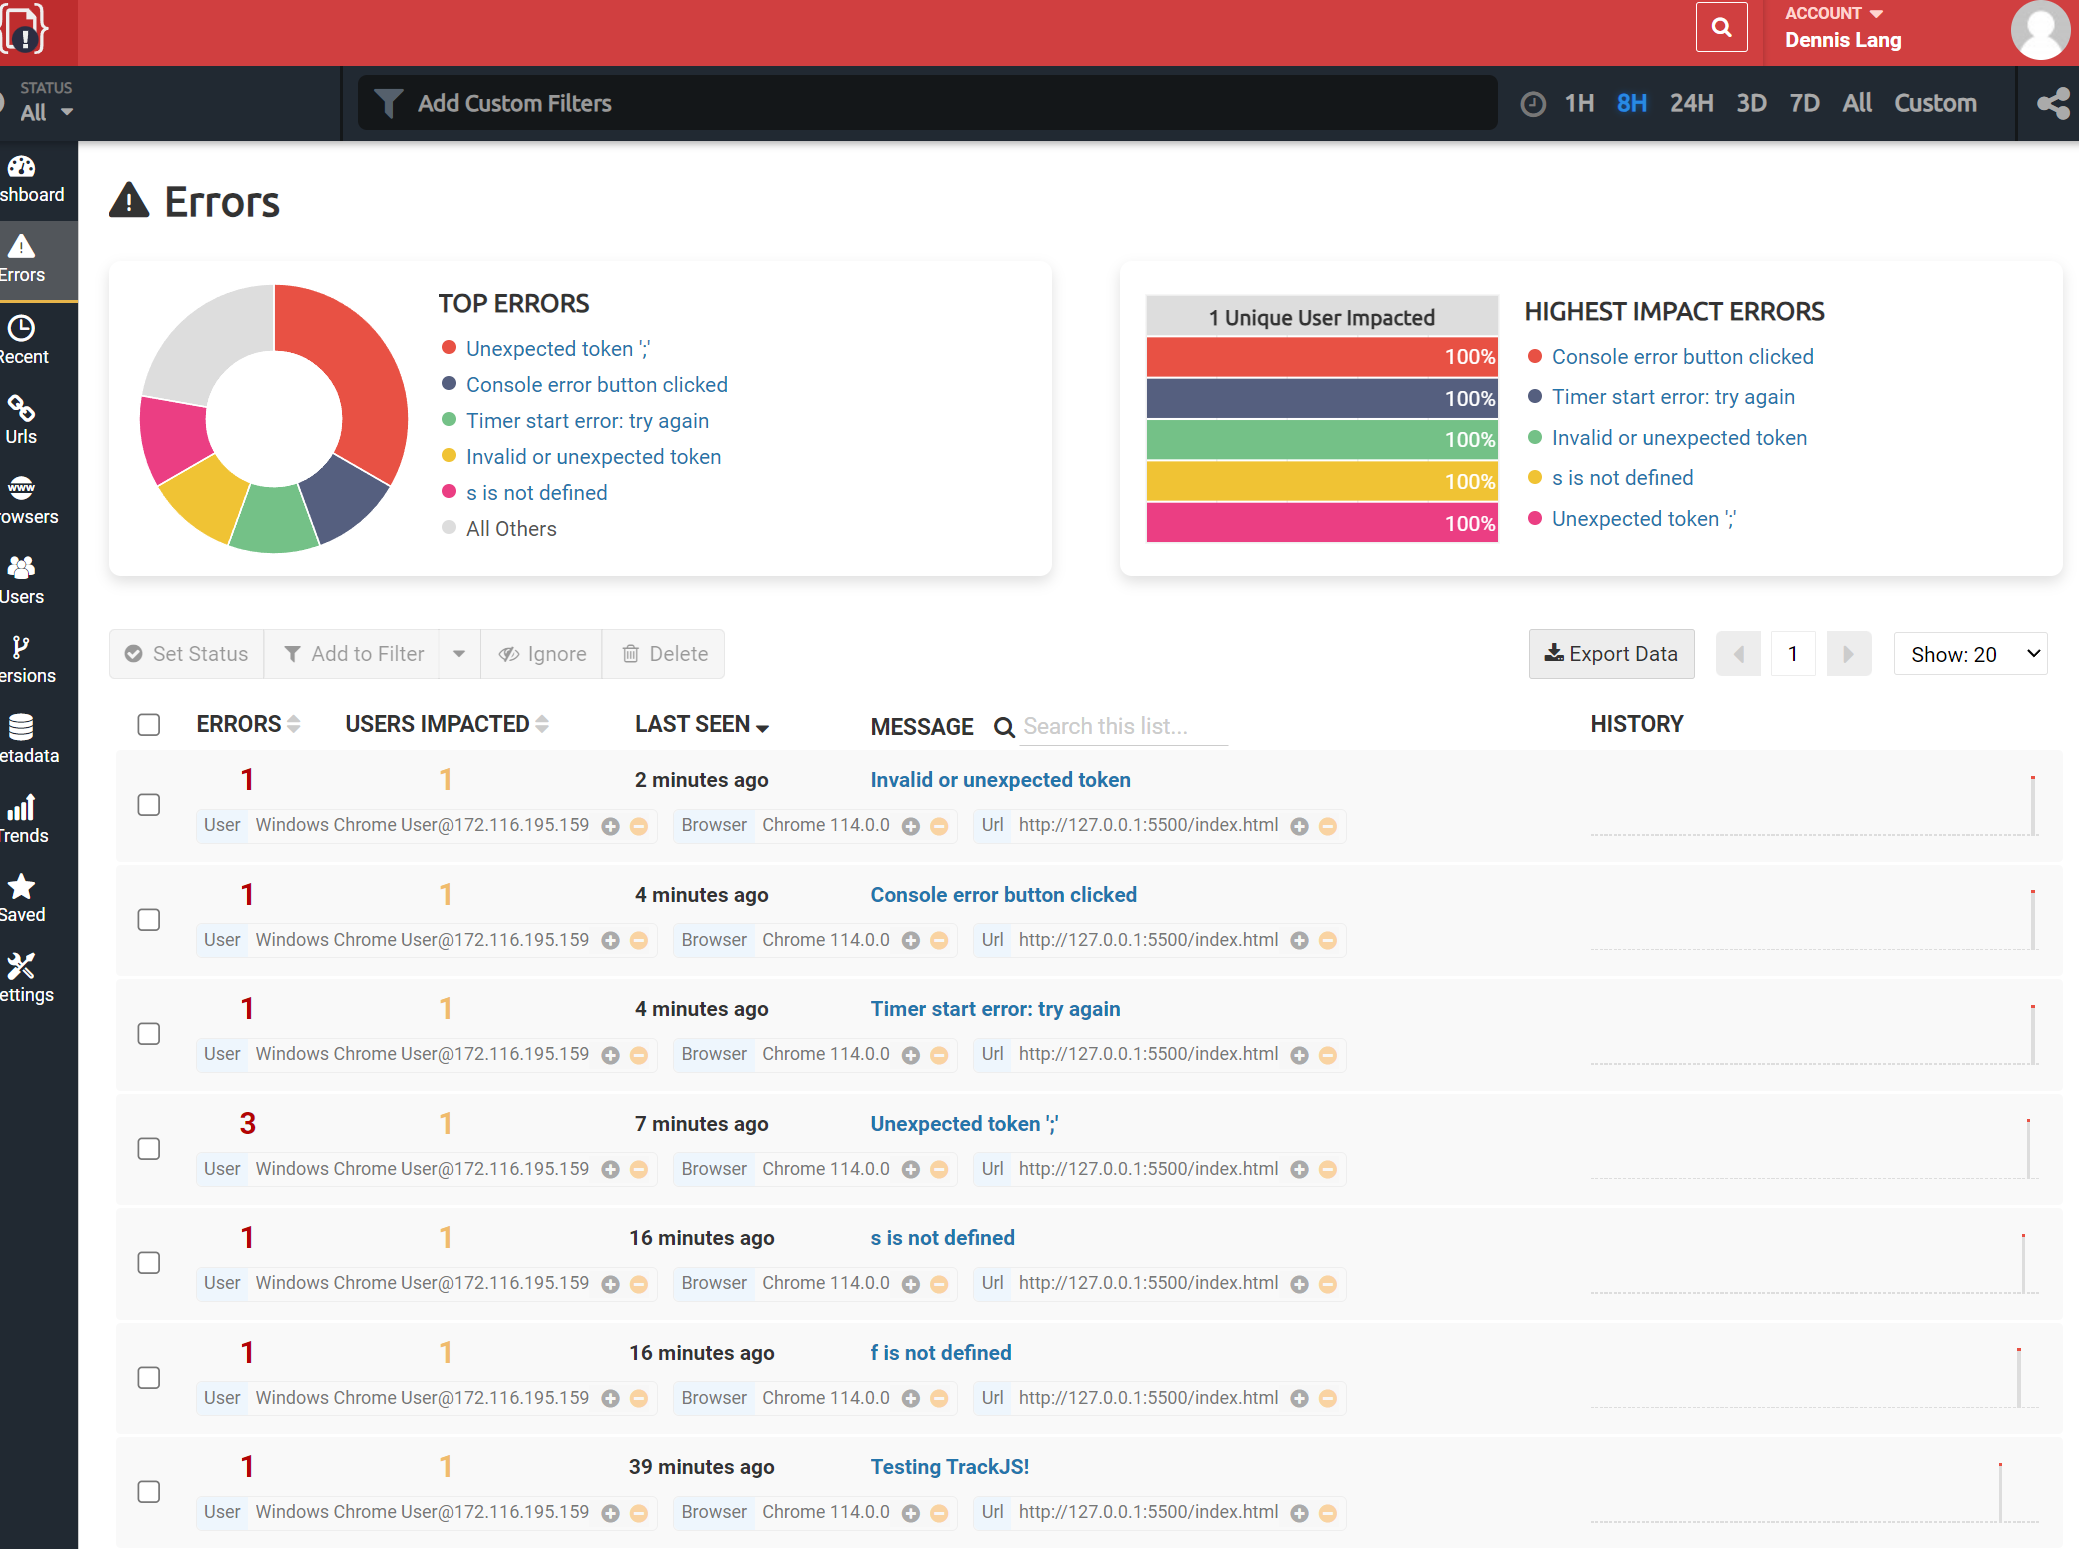 ACCOUNT
Dennis Lang
STATUS
All
Add Custom Filters
1H 8H 24H 3D 7D All Custom
shboard
Errors
Recent
Urls
www
rowsers
Users
ersions
etadata
Trends
Saved
ettings
Errors
TOP ERRORS
Unexpected token ';'
Console error button clicked
Timer start error: try again
Invalid or unexpected token
s is not defined
All Others
1 Unique User Impacted
100%
100%
100%
100%
100%
HIGHEST IMPACT ERRORS
Console error button clicked
Timer start error: try again
Invalid or unexpected token
s is not defined
Unexpected token ';'
Set Status Add to Filter Ignore Delete
Export Data 1 Show: 20
ERRORS USERS IMPACTED LAST SEEN MESSAGE Search this list... HISTORY
1 1 2 minutes ago Invalid or unexpected token
User Windows Chrome User@172.116.195.159 Browser Chrome 114.0.0 Url http://127.0.0.1:5500/index.html
1 1 4 minutes ago Console error button clicked
User Windows Chrome User@172.116.195.159 Browser Chrome 114.0.0 Url http://127.0.0.1:5500/index.html
1 1 4 minutes ago Timer start error: try again
User Windows Chrome User@172.116.195.159 Browser Chrome 114.0.0 Url http://127.0.0.1:5500/index.html
3 1 7 minutes ago Unexpected token ';'
User Windows Chrome User@172.116.195.159 Browser Chrome 114.0.0 Url http://127.0.0.1:5500/index.html
1 1 16 minutes ago s is not defined
User Windows Chrome User@172.116.195.159 Browser Chrome 114.0.0 Url http://127.0.0.1:5500/index.html
1 1 16 minutes ago f is not defined
User Windows Chrome User@172.116.195.159 Browser Chrome 114.0.0 Url http://127.0.0.1:5500/index.html
1 1 39 minutes ago Testing TrackJS!
User Windows Chrome User@172.116.195.159 Browser Chrome 114.0.0 Url http://127.0.0.1:5500/index.html